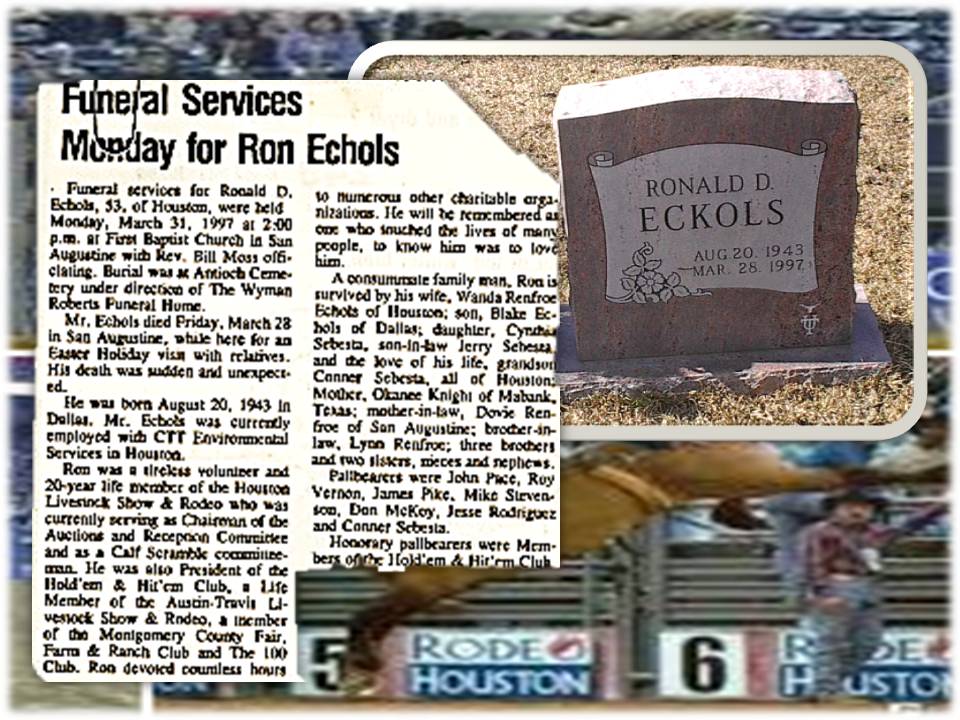 Funeral Services
Monday for Ron Echols
Funeral services for Ronald D.
Echols, 53, of Houston, were held
Monday, March 31, 1997 at 2:00
p.m. at First Baptist Church in San
Augustine with Rev. Bill Moss offi-
ciating. Burial was at Antioch Ceme-
tery under direction of The Wyman
Roberts Funeral Home.
Mr. Echols died Friday, March 28
in San Augustine, while here for an
Easter Holiday visit with relatives.
His death was sudden and unexpect-
ed.
He was born August 20, 1943 in
Dallas. Mr. Echols was currently
employed with CTT Environmental
Services in Houston.
Ron was a tireless volunteer and
20-year life member of the Houston
Livestock Show & Rodeo who was
currently serving as Chairman of the
Auctions and Reception Committee
and as a Calf Scramble committee-
man. He was also President of the
Hold'em & Hit'em Club, a Life
Member of the Austin-Travis Li-
vestock Show & Rodeo, a member
of the Montgomery County Fair,
Farm & Ranch Club and The 100
Club. Ron devoted countless hours
to numerous other charitable orga-
nizations. He will be remembered as
one who touched the lives of many
people, to know him was to love
him.
A consummate family man, Ron is
survived by his wife, Wanda Renfroe
Echols of Houston; son, Blake Ec-
hols of Dallas; daughter, Cynthia
Sebesta, son-in-law Jerry Sebesta,
and the love of his life, grandson
Conner Sebesta, all of Houston;
Mother, Okanee Knight of Mabank,
Texas; mother-in-law, Dovie Ren-
froe of San Augustine; brother-in-
law, Lynn Renfroe; three brothers
and two sisters, nieces and nephews.
Pallbearers were John Pace, Roy
Vernon, James Pike, Mike Steven-
son, Don McKoy, Jesse Rodriguez
and Conner Sebesta.
Honorary pallbearers were Mem-
bers of the Hold'em & Hit'em Club
RONALD D.
ECKOLS
AUG. 20. 1943
MAR. 28. 1997
5
RODEO
HOUSTON
6
RODEO
HOUSTON
ON